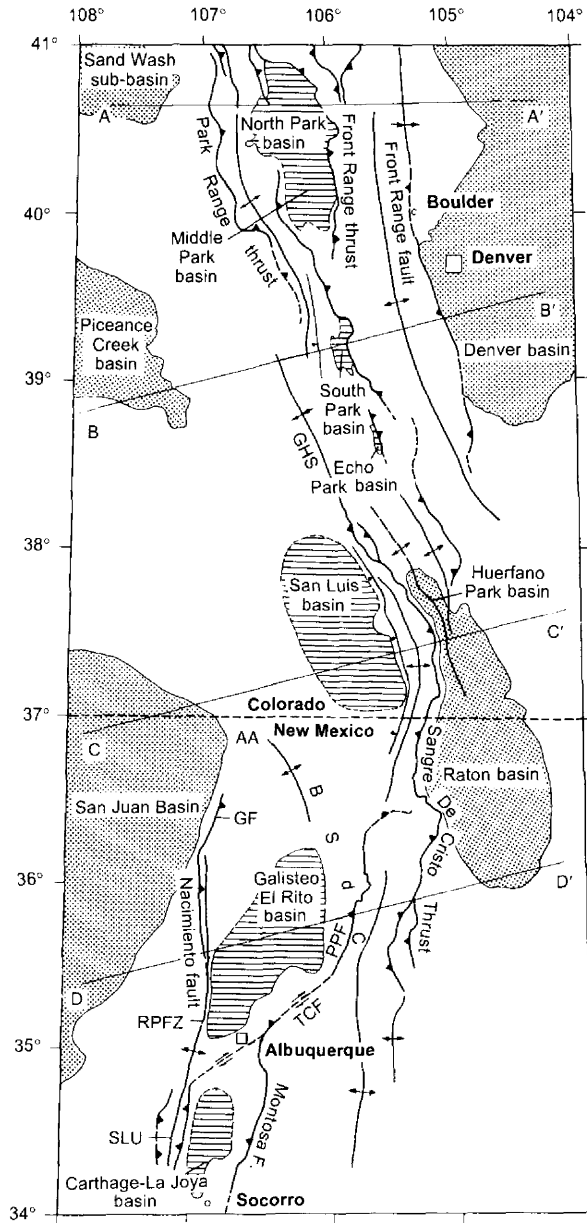 108°
107°
106°
105°
104°
41°
Sand Wash
sub-basin
A
A′
North Park
basin
Park
Range
thrust
Front Range thrust
Front Range fault
Boulder
40°
Middle
Park
basin
Denver
Piceance
Creek
basin
B′
Denver basin
39°
B
South
Park
basin
GHS
Echo
Park basin
38°
San Luis
basin
Huerfano
Park basin
C′
Colorado
37°
New Mexico
C
AA
Sangre
De
Cristo
Thrust
Raton basin
San Juan Basin
GF
B
S
d
C
36°
Galisteo
El Rito
basin
D′
Nacimiento fault
PPF
D
RPFZ
TCF
35°
Albuquerque
Montosa F.
SLU
Carthage-La Joya
basin
Socorro
34°